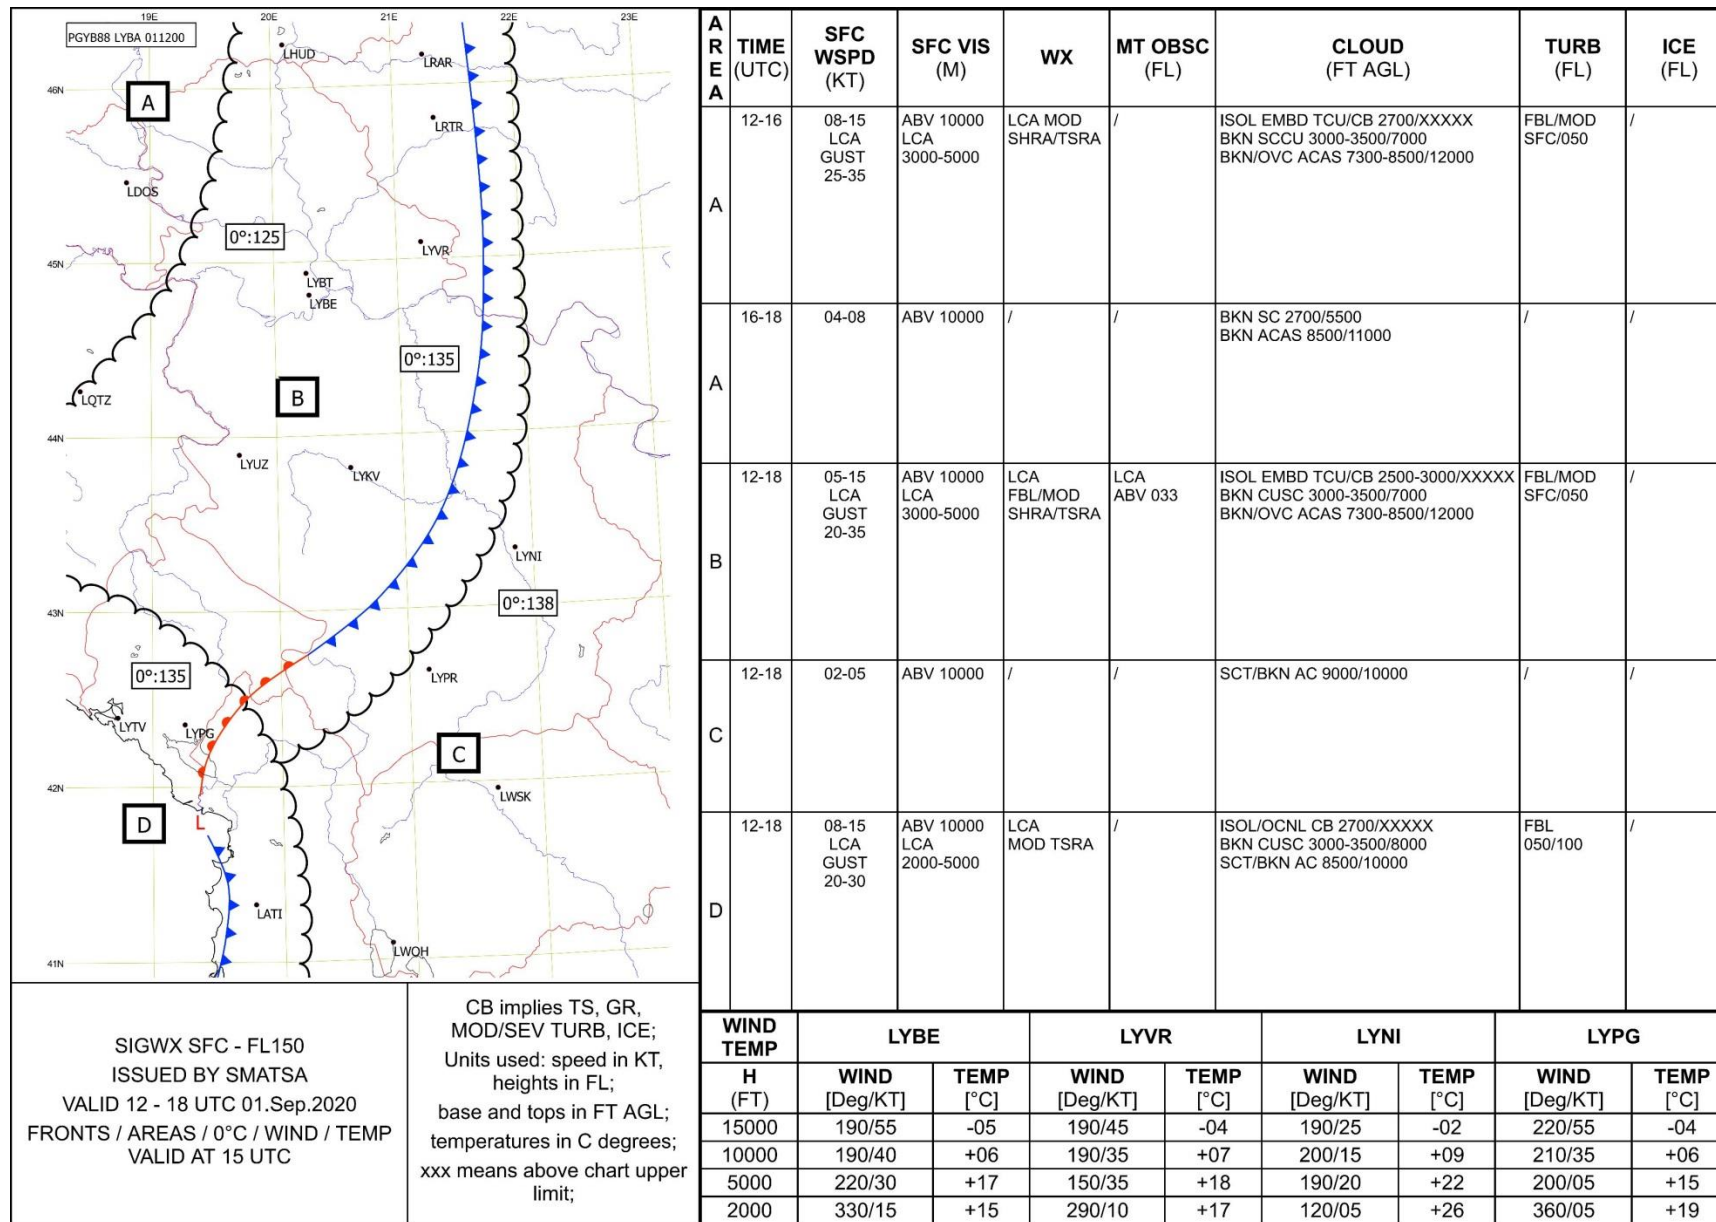 19E 20E 21E 22E 23E
PGYB88 LYBA 011200
LHUD
LRAR
46N
A
LRTR
LDOS
0°:125
LYVR
45N
LYBT
LYBE
0°:135
LQTZ
B
44N
LYUZ
LYKV
LYNI
0°:138
43N
0°:135
LYPR
LYTV
LYPG
C
42N
LWSK
D
L
LATI
LWOH
41N
SIGWX SFC - FL150
ISSUED BY SMATSA
VALID 12 - 18 UTC 01.Sep.2020
FRONTS / AREAS / 0°C / WIND / TEMP
VALID AT 15 UTC
CB implies TS, GR,
MOD/SEV TURB, ICE;
Units used: speed in KT,
heights in FL;
base and tops in FT AGL;
temperatures in C degrees;
xxx means above chart upper
limit;
AREA TIME (UTC) SFC WSPD (KT) SFC VIS (M) WX MT OBSC (FL) CLOUD (FT AGL) TURB (FL) ICE (FL)
A
12-16
08-15
LCA
GUST
25-35
ABV 10000
LCA
3000-5000
LCA MOD
SHRA/TSRA
/
ISOL EMBD TCU/CB 2700/XXXXX
BKN SCCU 3000-3500/7000
BKN/OVC ACAS 7300-8500/12000
FBL/MOD
SFC/050
/
A
16-18
04-08
ABV 10000
/
/
BKN SC 2700/5500
BKN ACAS 8500/11000
/
/
B
12-18
05-15
LCA
GUST
20-35
ABV 10000
LCA
3000-5000
LCA
FBL/MOD
SHRA/TSRA
LCA
ABV 033
ISOL EMBD TCU/CB 2500-3000/XXXXX
BKN CUSC 3000-3500/7000
BKN/OVC ACAS 7300-8500/12000
FBL/MOD
SFC/050
/
C
12-18
02-05
ABV 10000
/
/
SCT/BKN AC 9000/10000
/
/
D
12-18
08-15
LCA
GUST
20-30
ABV 10000
LCA
2000-5000
LCA
MOD TSRA
/
ISOL/OCNL CB 2700/XXXXX
BKN CUSC 3000-3500/8000
SCT/BKN AC 8500/10000
FBL
050/100
/
WIND TEMP LYBE LYVR LYNI LYPG
H (FT) WIND [Deg/KT] TEMP [°C] WIND [Deg/KT] TEMP [°C] WIND [Deg/KT] TEMP [°C] WIND [Deg/KT] TEMP [°C]
15000 190/55 -05 190/45 -04 190/25 -02 220/55 -04
10000 190/40 +06 190/35 +07 200/15 +09 210/35 +06
5000 220/30 +17 150/35 +18 190/20 +22 200/05 +15
2000 330/15 +15 290/10 +17 120/05 +26 360/05 +19